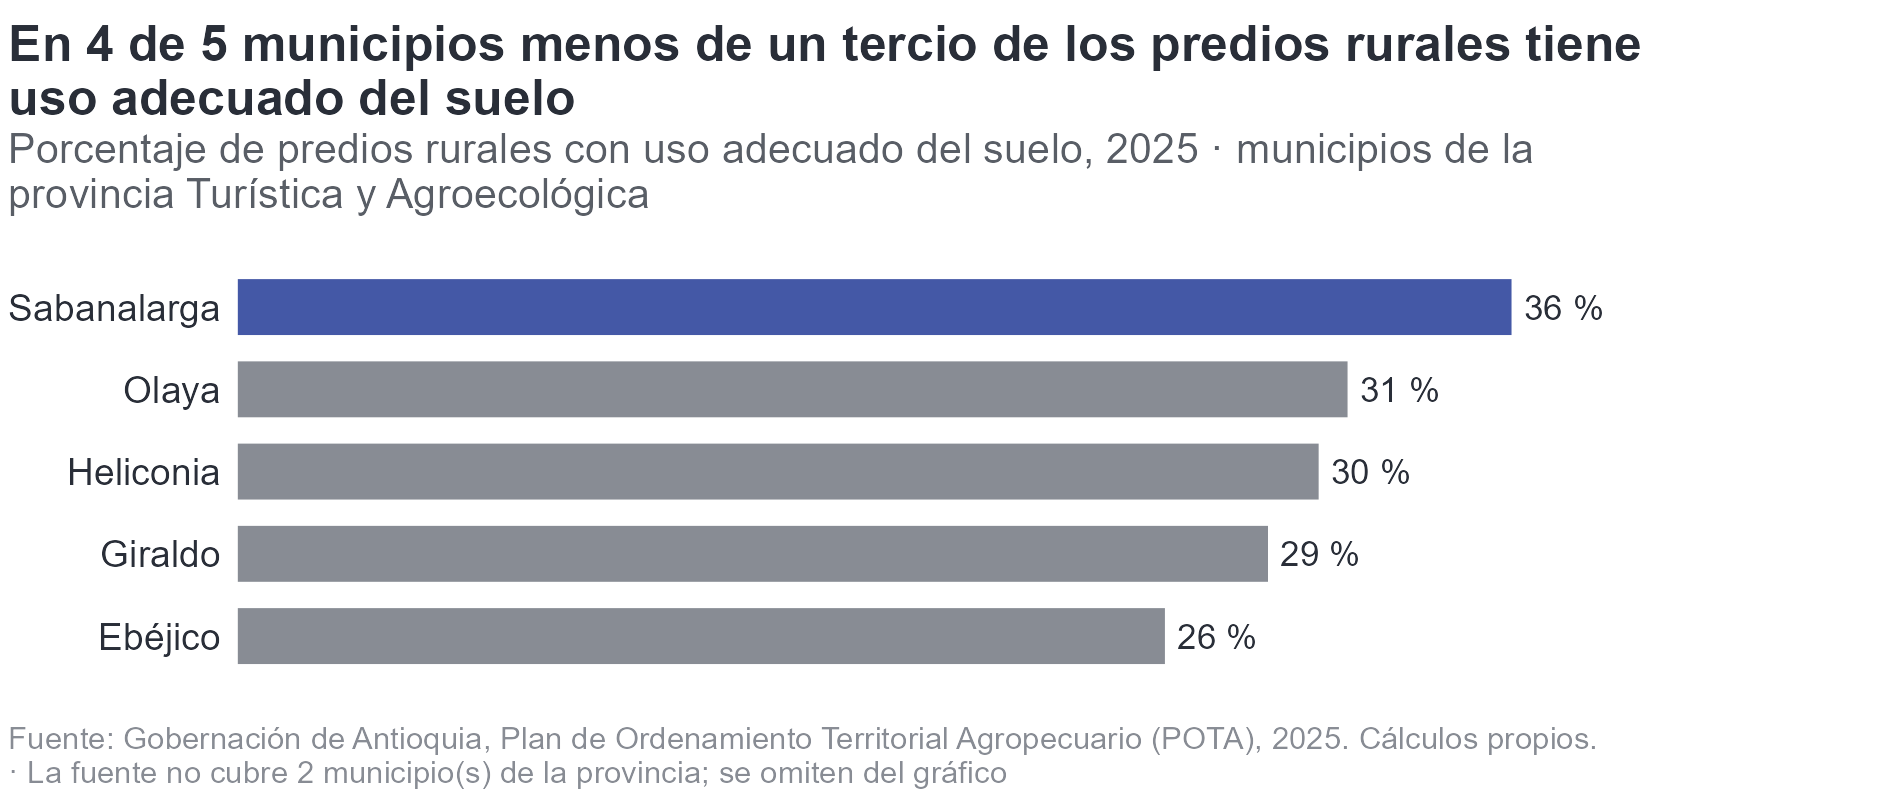 En 4 de 5 municipios menos de un tercio de los predios rurales tiene
uso adecuado del suelo
Porcentaje de predios rurales con uso adecuado del suelo, 2025 · municipios de la
provincia Turística y Agroecológica
Sabanalarga 36 %
Olaya 31 %
Heliconia 30 %
Giraldo 29 %
Ebéjico 26 %
Fuente: Gobernación de Antioquia, Plan de Ordenamiento Territorial Agropecuario (POTA), 2025. Cálculos propios.
· La fuente no cubre 2 municipio(s) de la provincia; se omiten del gráfico